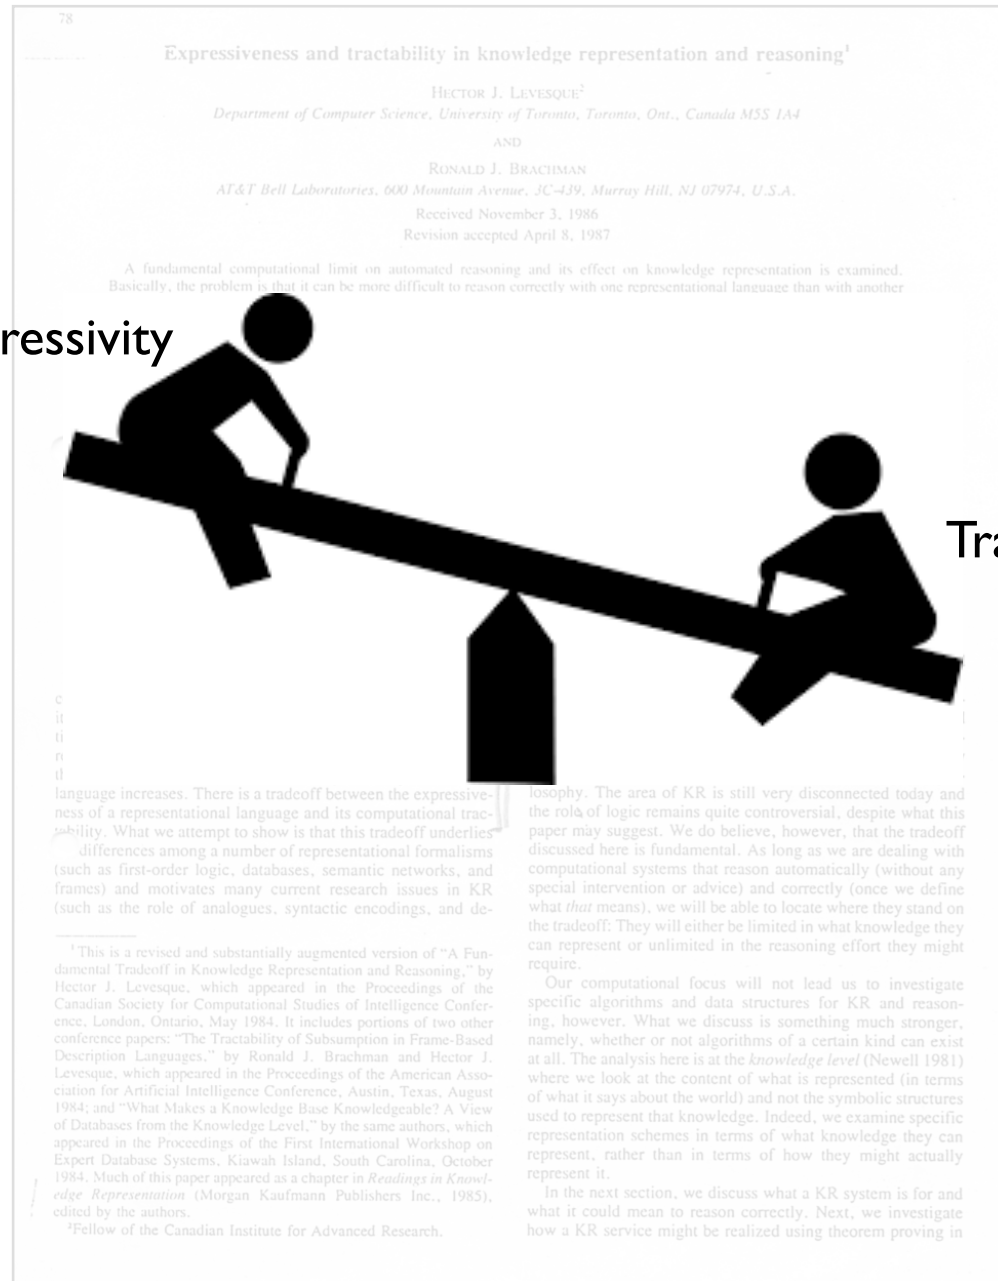 78
Expressiveness and tractability in knowledge representation and reasoning¹
HECTOR J. LEVESQUE²
Department of Computer Science, University of Toronto, Toronto, Ont., Canada M5S 1A4
AND
RONALD J. BRACHMAN
AT&T Bell Laboratories, 600 Mountain Avenue, 3C-439, Murray Hill, NJ 07974, U.S.A.
Received November 3, 1986
Revision accepted April 8, 1987
A fundamental computational limit on automated reasoning and its effect on knowledge representation is examined.
Basically, the problem is that it can be more difficult to reason correctly with one representational language than with another
ressivity
Tra
language increases. There is a tradeoff between the expressive-
ness of a representational language and its computational trac-
tability. What we attempt to show is that this tradeoff underlies
differences among a number of representational formalisms
(such as first-order logic, databases, semantic networks, and
frames) and motivates many current research issues in KR
(such as the role of analogues, syntactic encodings, and de-
¹This is a revised and substantially augmented version of "A Fun-
damental Tradeoff in Knowledge Representation and Reasoning," by
Hector J. Levesque, which appeared in the Proceedings of the
Canadian Society for Computational Studies of Intelligence Confer-
ence, London, Ontario, May 1984. It includes portions of two other
conference papers: "The Tractability of Subsumption in Frame-Based
Description Languages," by Ronald J. Brachman and Hector J.
Levesque, which appeared in the Proceedings of the American Asso-
ciation for Artificial Intelligence Conference, Austin, Texas, August
1984; and "What Makes a Knowledge Base Knowledgeable? A View
of Databases from the Knowledge Level," by the same authors, which
appeared in the Proceedings of the First International Workshop on
Expert Database Systems, Kiawah Island, South Carolina, October
1984. Much of this paper appeared as a chapter in Readings in Knowl-
edge Representation (Morgan Kaufmann Publishers Inc., 1985),
edited by the authors.
²Fellow of the Canadian Institute for Advanced Research.
losophy. The area of KR is still very disconnected today and
the role of logic remains quite controversial, despite what this
paper may suggest. We do believe, however, that the tradeoff
discussed here is fundamental. As long as we are dealing with
computational systems that reason automatically (without any
special intervention or advice) and correctly (once we define
what that means), we will be able to locate where they stand on
the tradeoff: They will either be limited in what knowledge they
can represent or unlimited in the reasoning effort they might
require.
Our computational focus will not lead us to investigate
specific algorithms and data structures for KR and reason-
ing, however. What we discuss is something much stronger,
namely, whether or not algorithms of a certain kind can exist
at all. The analysis here is at the knowledge level (Newell 1981)
where we look at the content of what is represented (in terms
of what it says about the world) and not the symbolic structures
used to represent that knowledge. Indeed, we examine specific
representation schemes in terms of what knowledge they can
represent, rather than in terms of how they might actually
represent it.
In the next section, we discuss what a KR system is for and
what it could mean to reason correctly. Next, we investigate
how a KR service might be realized using theorem proving in